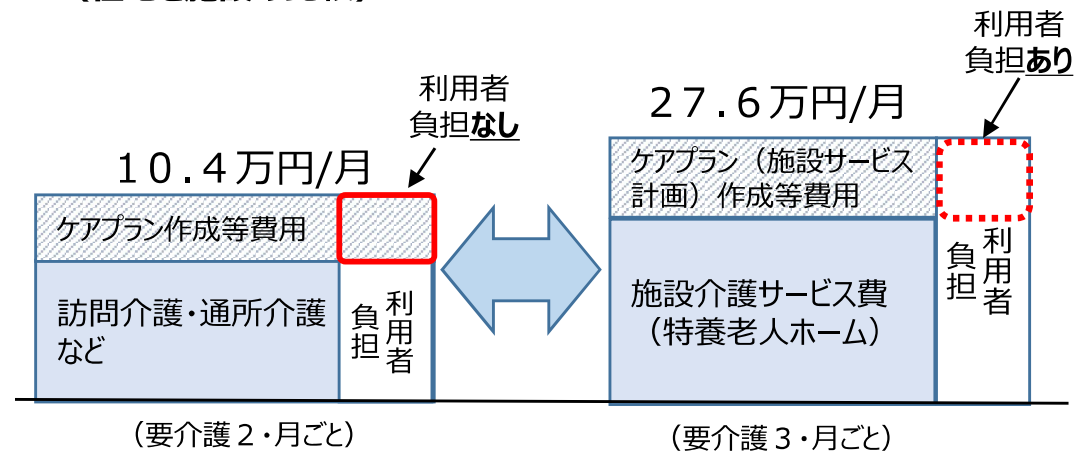 利用者
負担なし
10.4万円/月
ケアプラン作成等費用
訪問介護・通所介護
など
利用者
負担
（要介護２・月ごと）
利用者
負担あり
27.6万円/月
ケアプラン（施設サービス
計画）作成等費用
施設介護サービス費
（特養老人ホーム）
利用者
負担
（要介護３・月ごと）